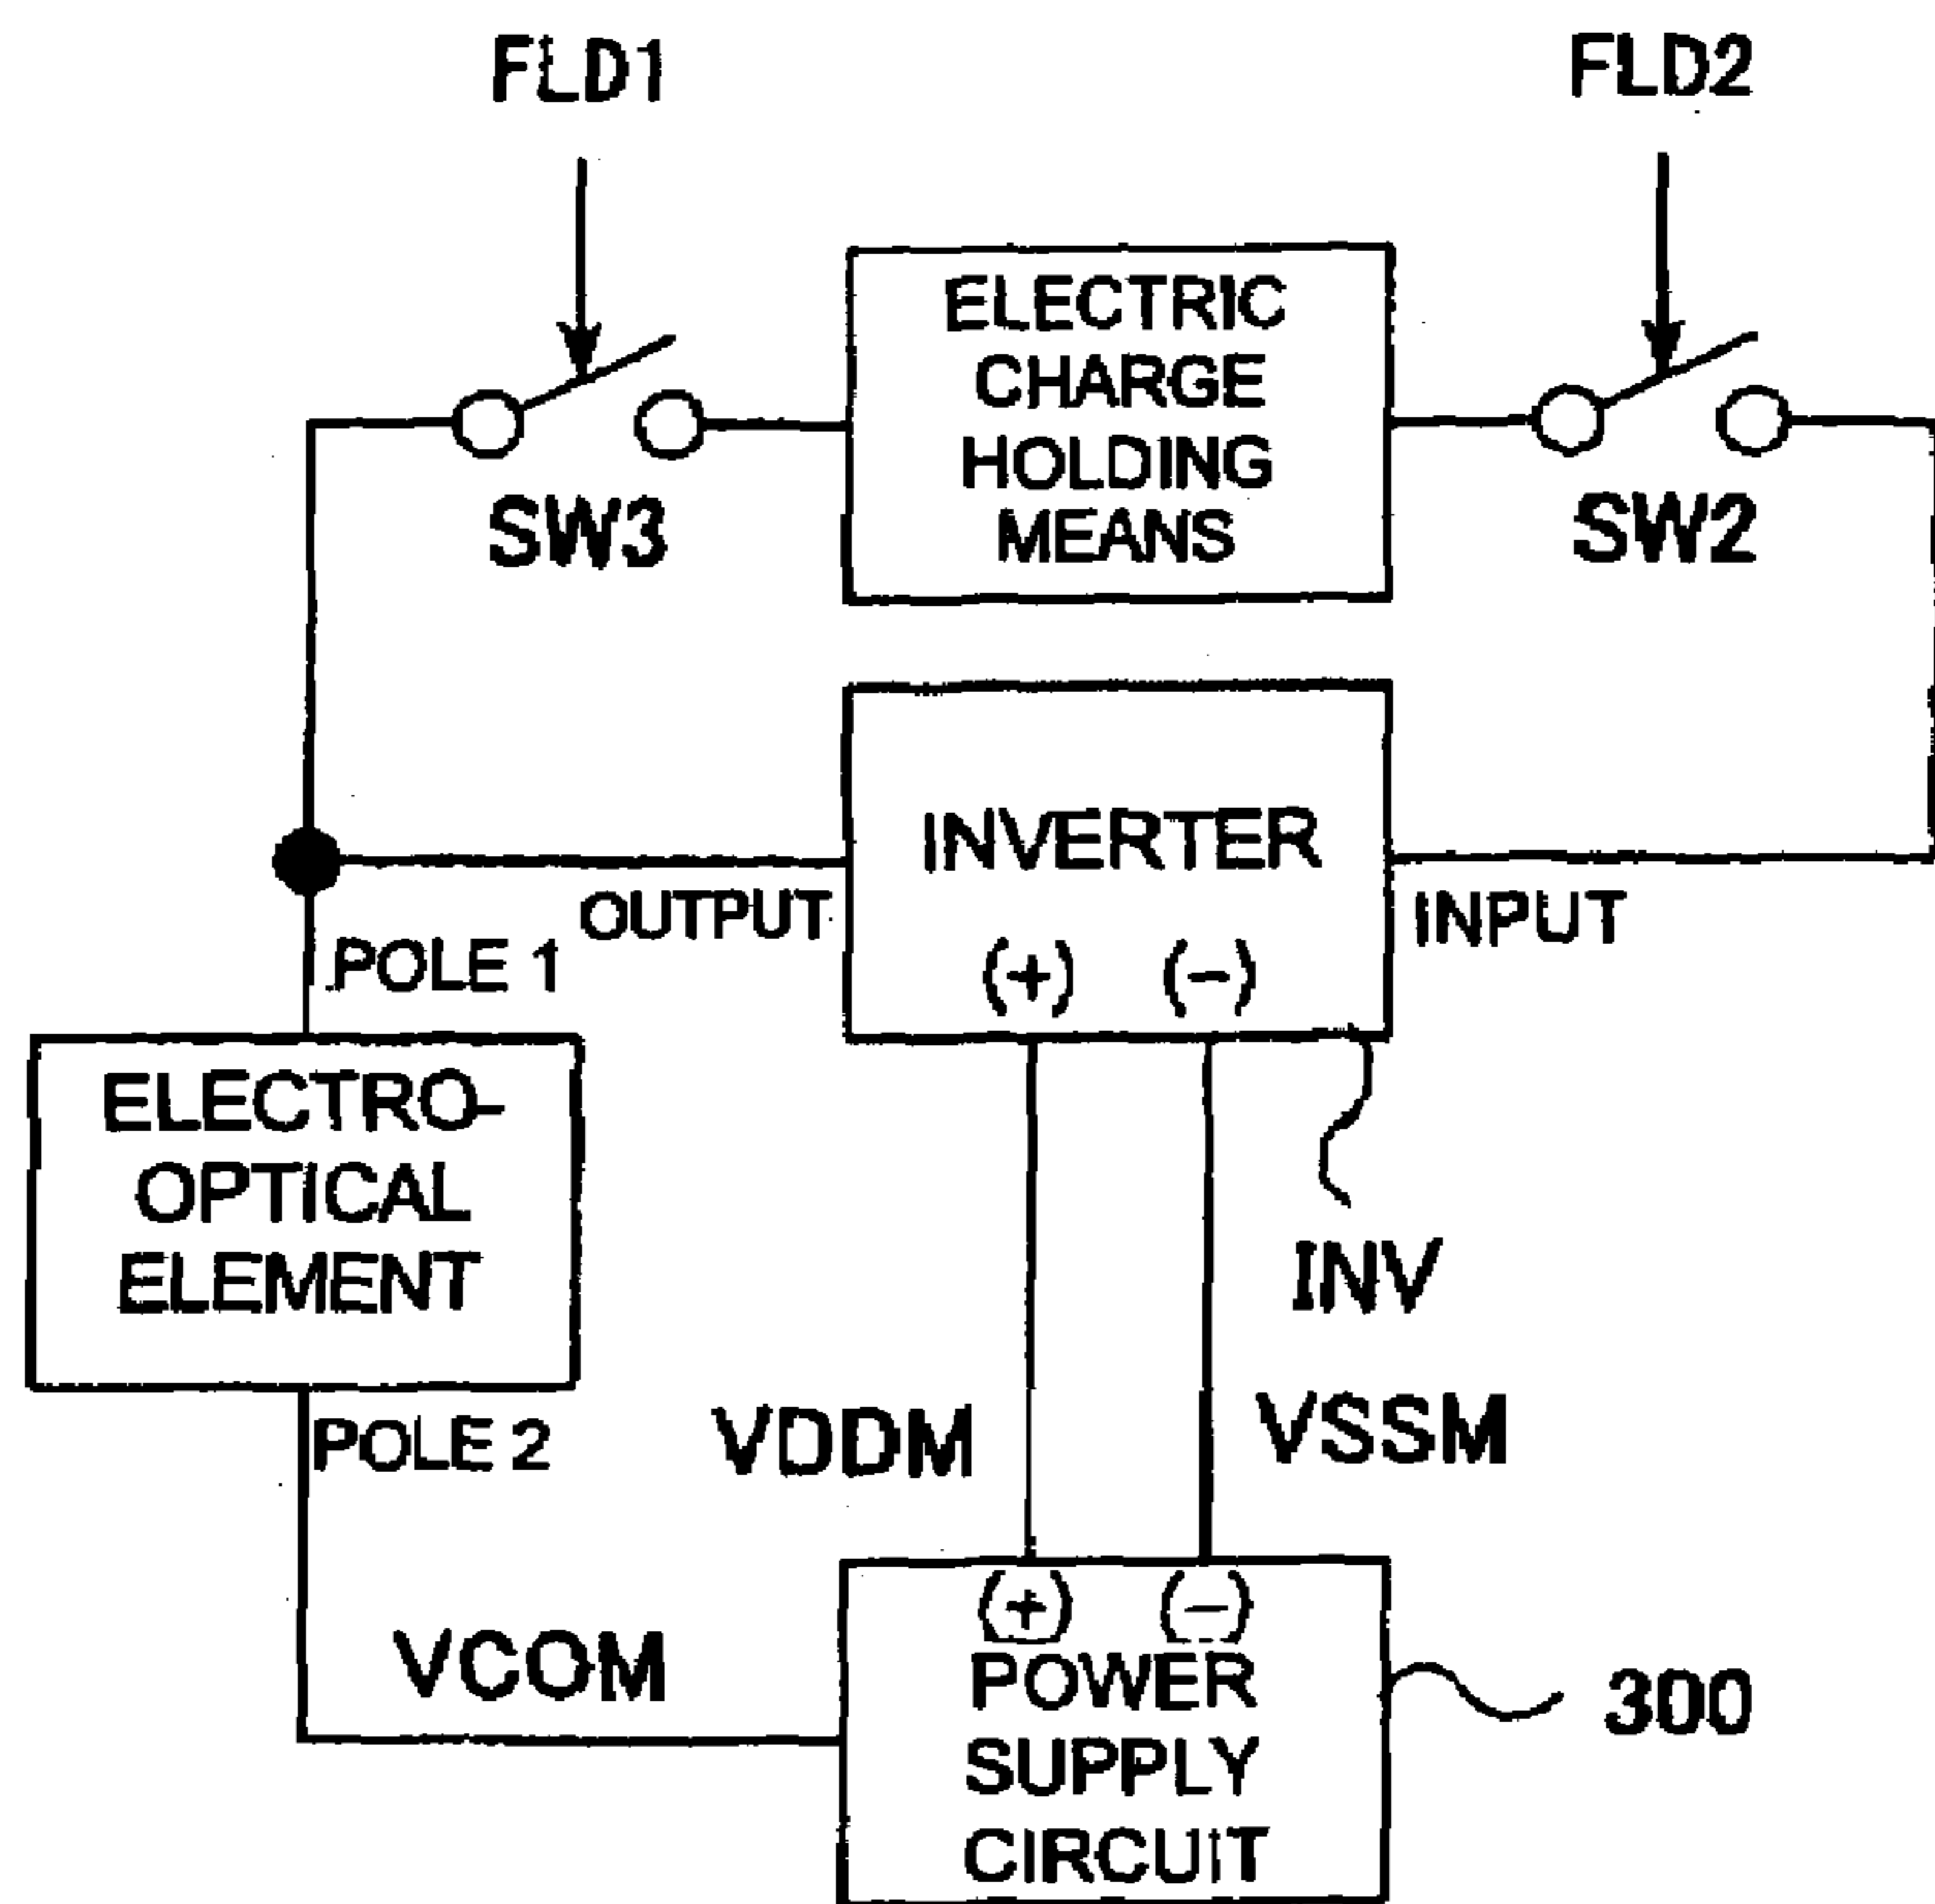 FLD1
FLD2
ELECTRIC
CHARGE
HOLDING
MEANS
SW3
SW2
INVERTER
(+) (-)
OUTPUT
INPUT
POLE 1
ELECTRO-
OPTICAL
ELEMENT
INV
POLE 2
VDDM
VSSM
(+) (-)
POWER
SUPPLY
CIRCUIT
VCOM
300